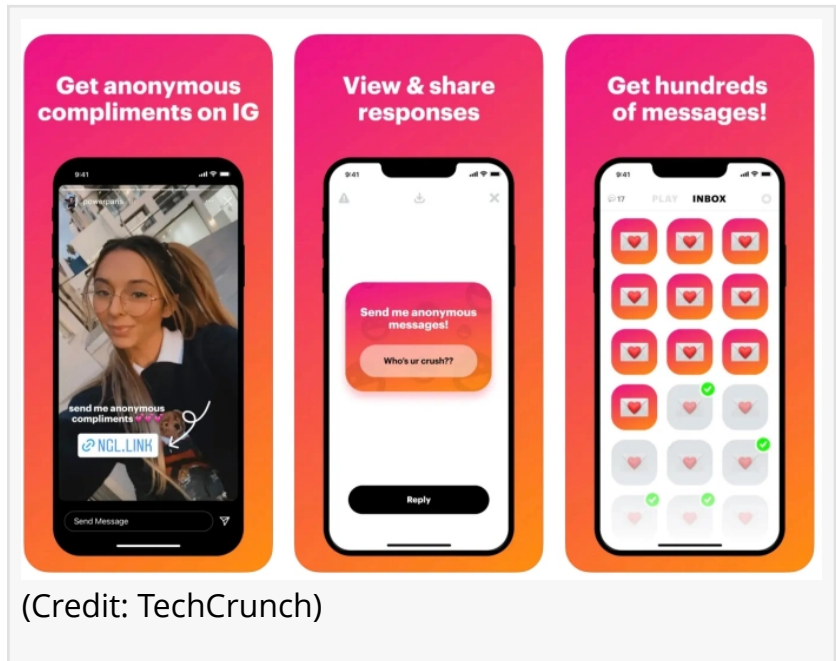 Get anonymous
compliments on IG
9:41
powerparis
send me anonymous
compliments
NGL.LINK
Send Message
View & share
responses
9:41
Send me anonymous
messages!
Who's ur crush??
Reply
Get hundreds
of messages!
9:41
17 PLAY INBOX
(Credit: TechCrunch)